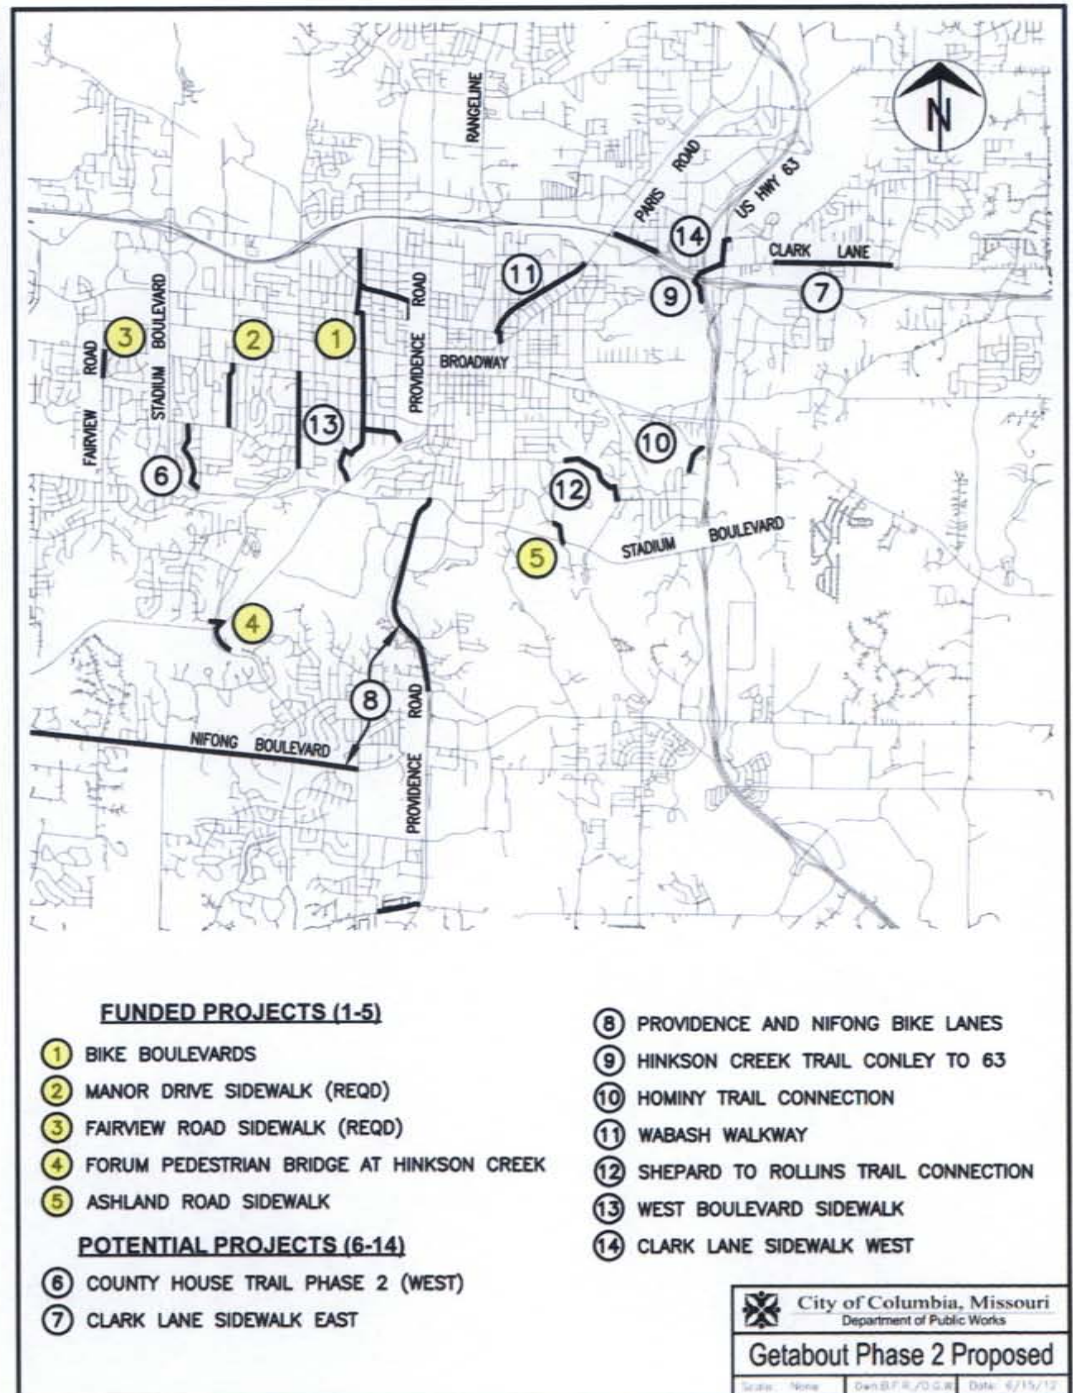 RANGELINE
PARIS ROAD
US HWY 63
N
14
CLARK LANE
11
9
7
STADIUM BOULEVARD
PROVIDENCE ROAD
3
2
1
BROADWAY
FAIRVIEW ROAD
13
10
6
12
5
STADIUM BOULEVARD
4
8
NIFONG BOULEVARD
PROVIDENCE ROAD
FUNDED PROJECTS (1-5)
1 BIKE BOULEVARDS
2 MANOR DRIVE SIDEWALK (REQD)
3 FAIRVIEW ROAD SIDEWALK (REQD)
4 FORUM PEDESTRIAN BRIDGE AT HINKSON CREEK
5 ASHLAND ROAD SIDEWALK
POTENTIAL PROJECTS (6-14)
6 COUNTY HOUSE TRAIL PHASE 2 (WEST)
7 CLARK LANE SIDEWALK EAST
8 PROVIDENCE AND NIFONG BIKE LANES
9 HINKSON CREEK TRAIL CONLEY TO 63
10 HOMINY TRAIL CONNECTION
11 WABASH WALKWAY
12 SHEPARD TO ROLLINS TRAIL CONNECTION
13 WEST BOULEVARD SIDEWALK
14 CLARK LANE SIDEWALK WEST
City of Columbia, Missouri
Department of Public Works
Getabout Phase 2 Proposed
Scale: None Date: 6/15/12